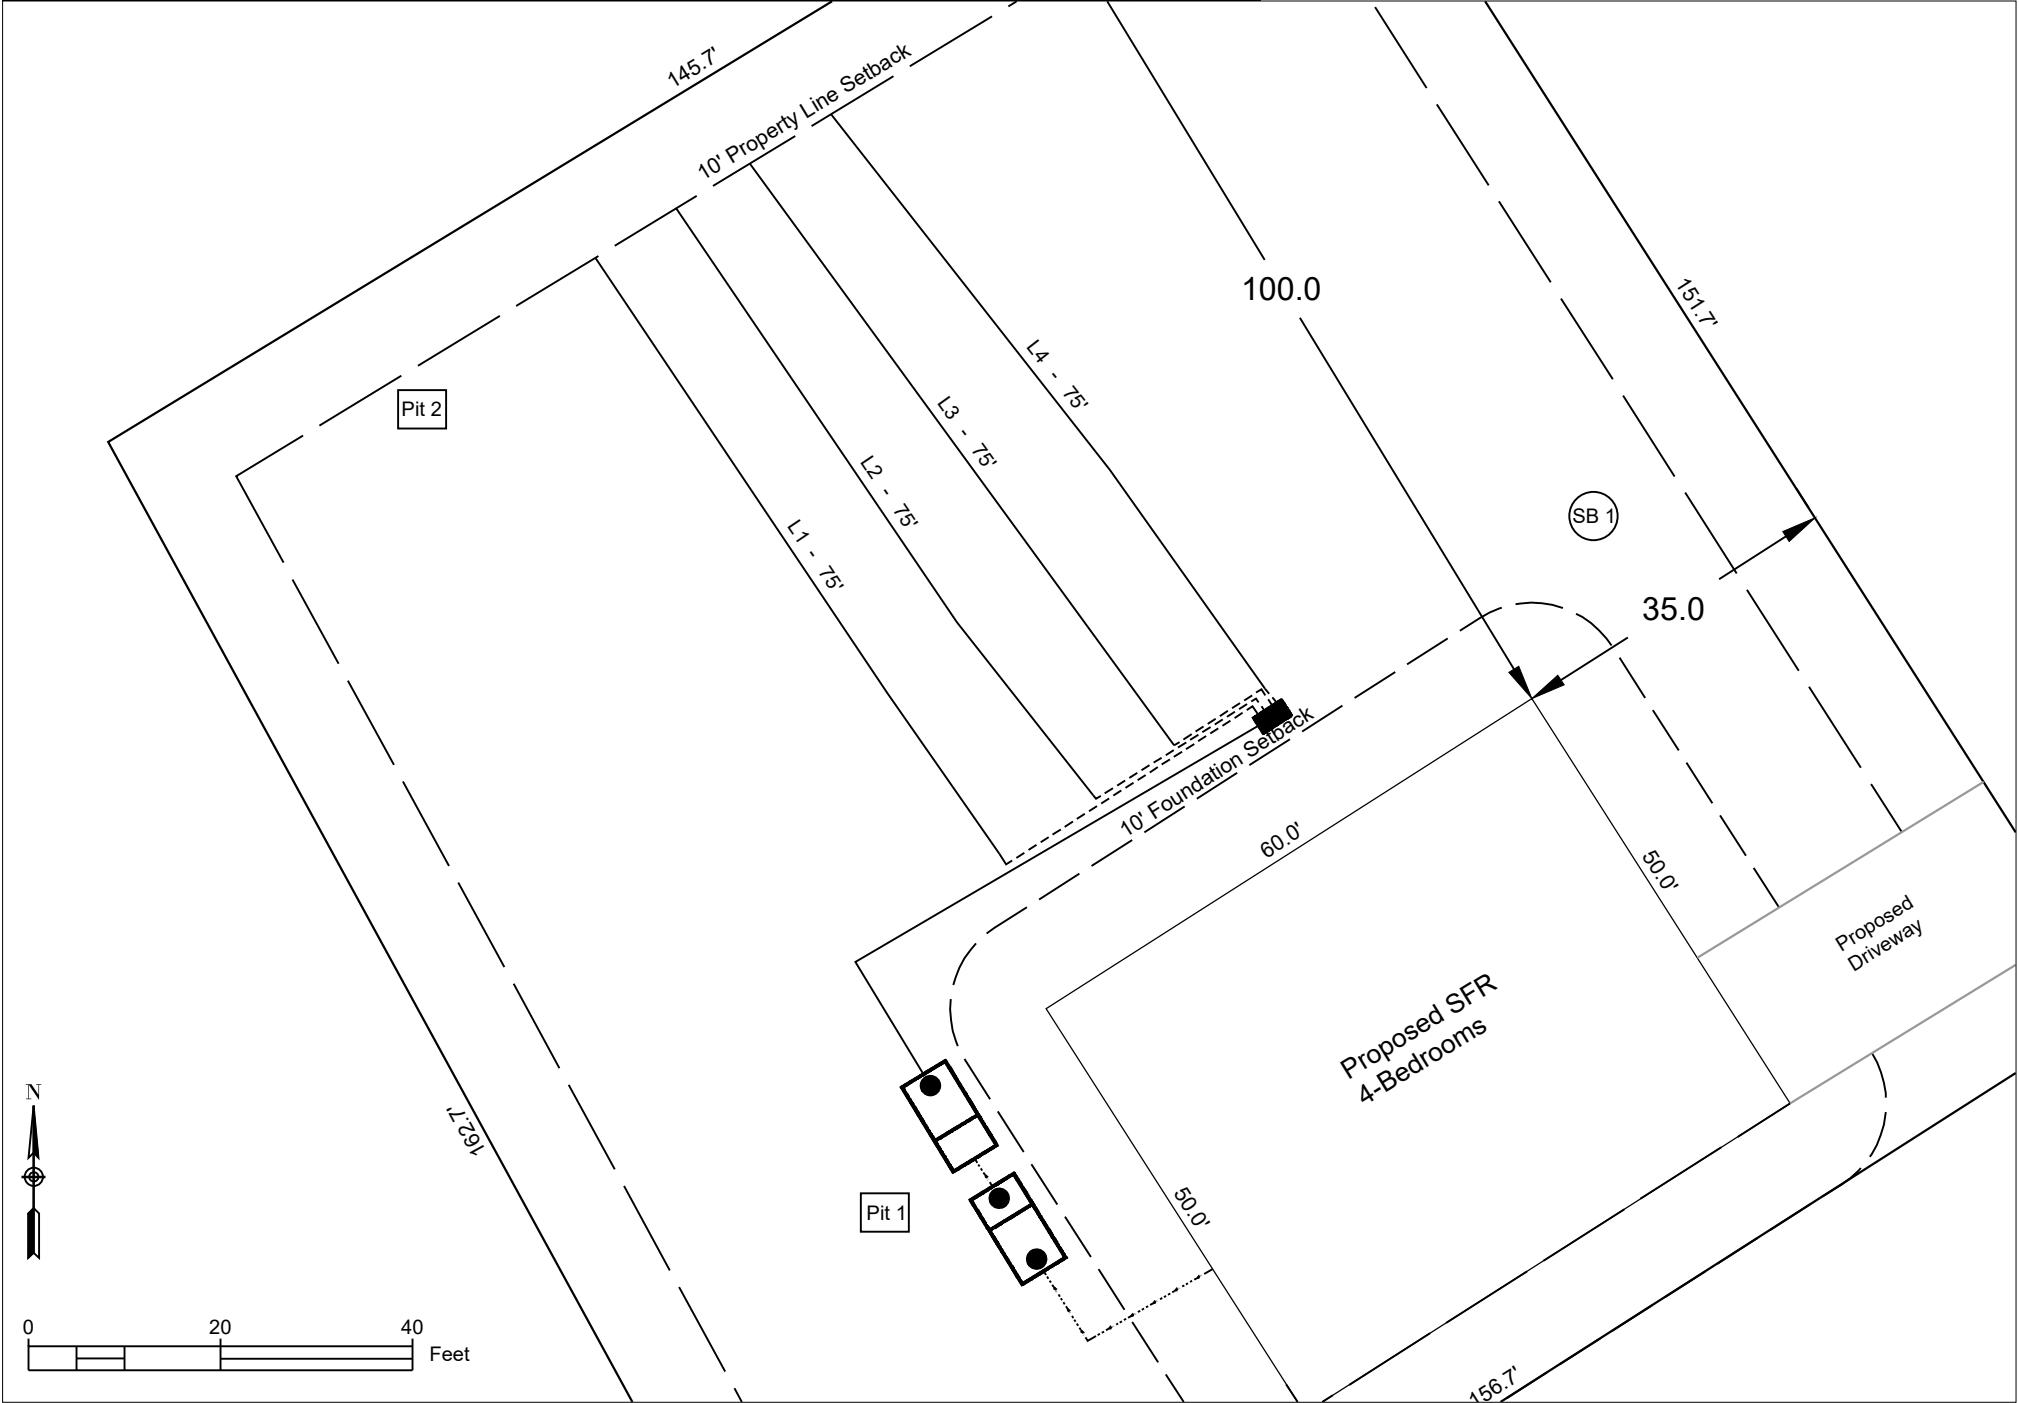 145.7'
10' Property Line Setback
100.0
151.7'
L4 - 75'
Pit 2
L3 - 75'
L2 - 75'
SB 1
L1 - 75'
35.0
10' Foundation Setback
60.0'
50.0'
Proposed
Driveway
Proposed SFR
4-Bedrooms
N
162.7'
Pit 1
50.0'
0 20 40
Feet
156.7'